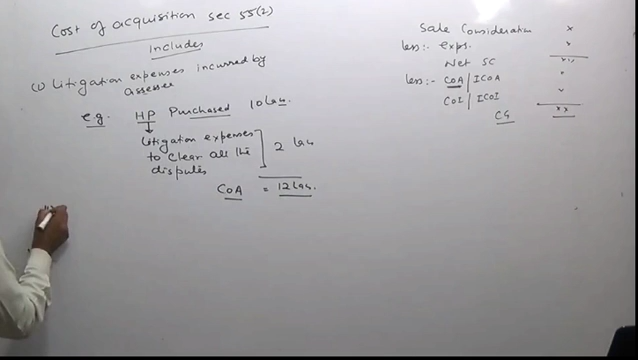 Cost of acquisition sec 55(2)
includes
(i) Litigation expenses incurred by
assessee
e.g. HP Purchased 10 lac.
Litigation expenses
to clear all the
disputes
2 lac
COA = 12 lac.
Sale Consideration x
less:- exps. x
Net SC xx
less:- COA / ICOA x
COI / ICOI x
CG xx